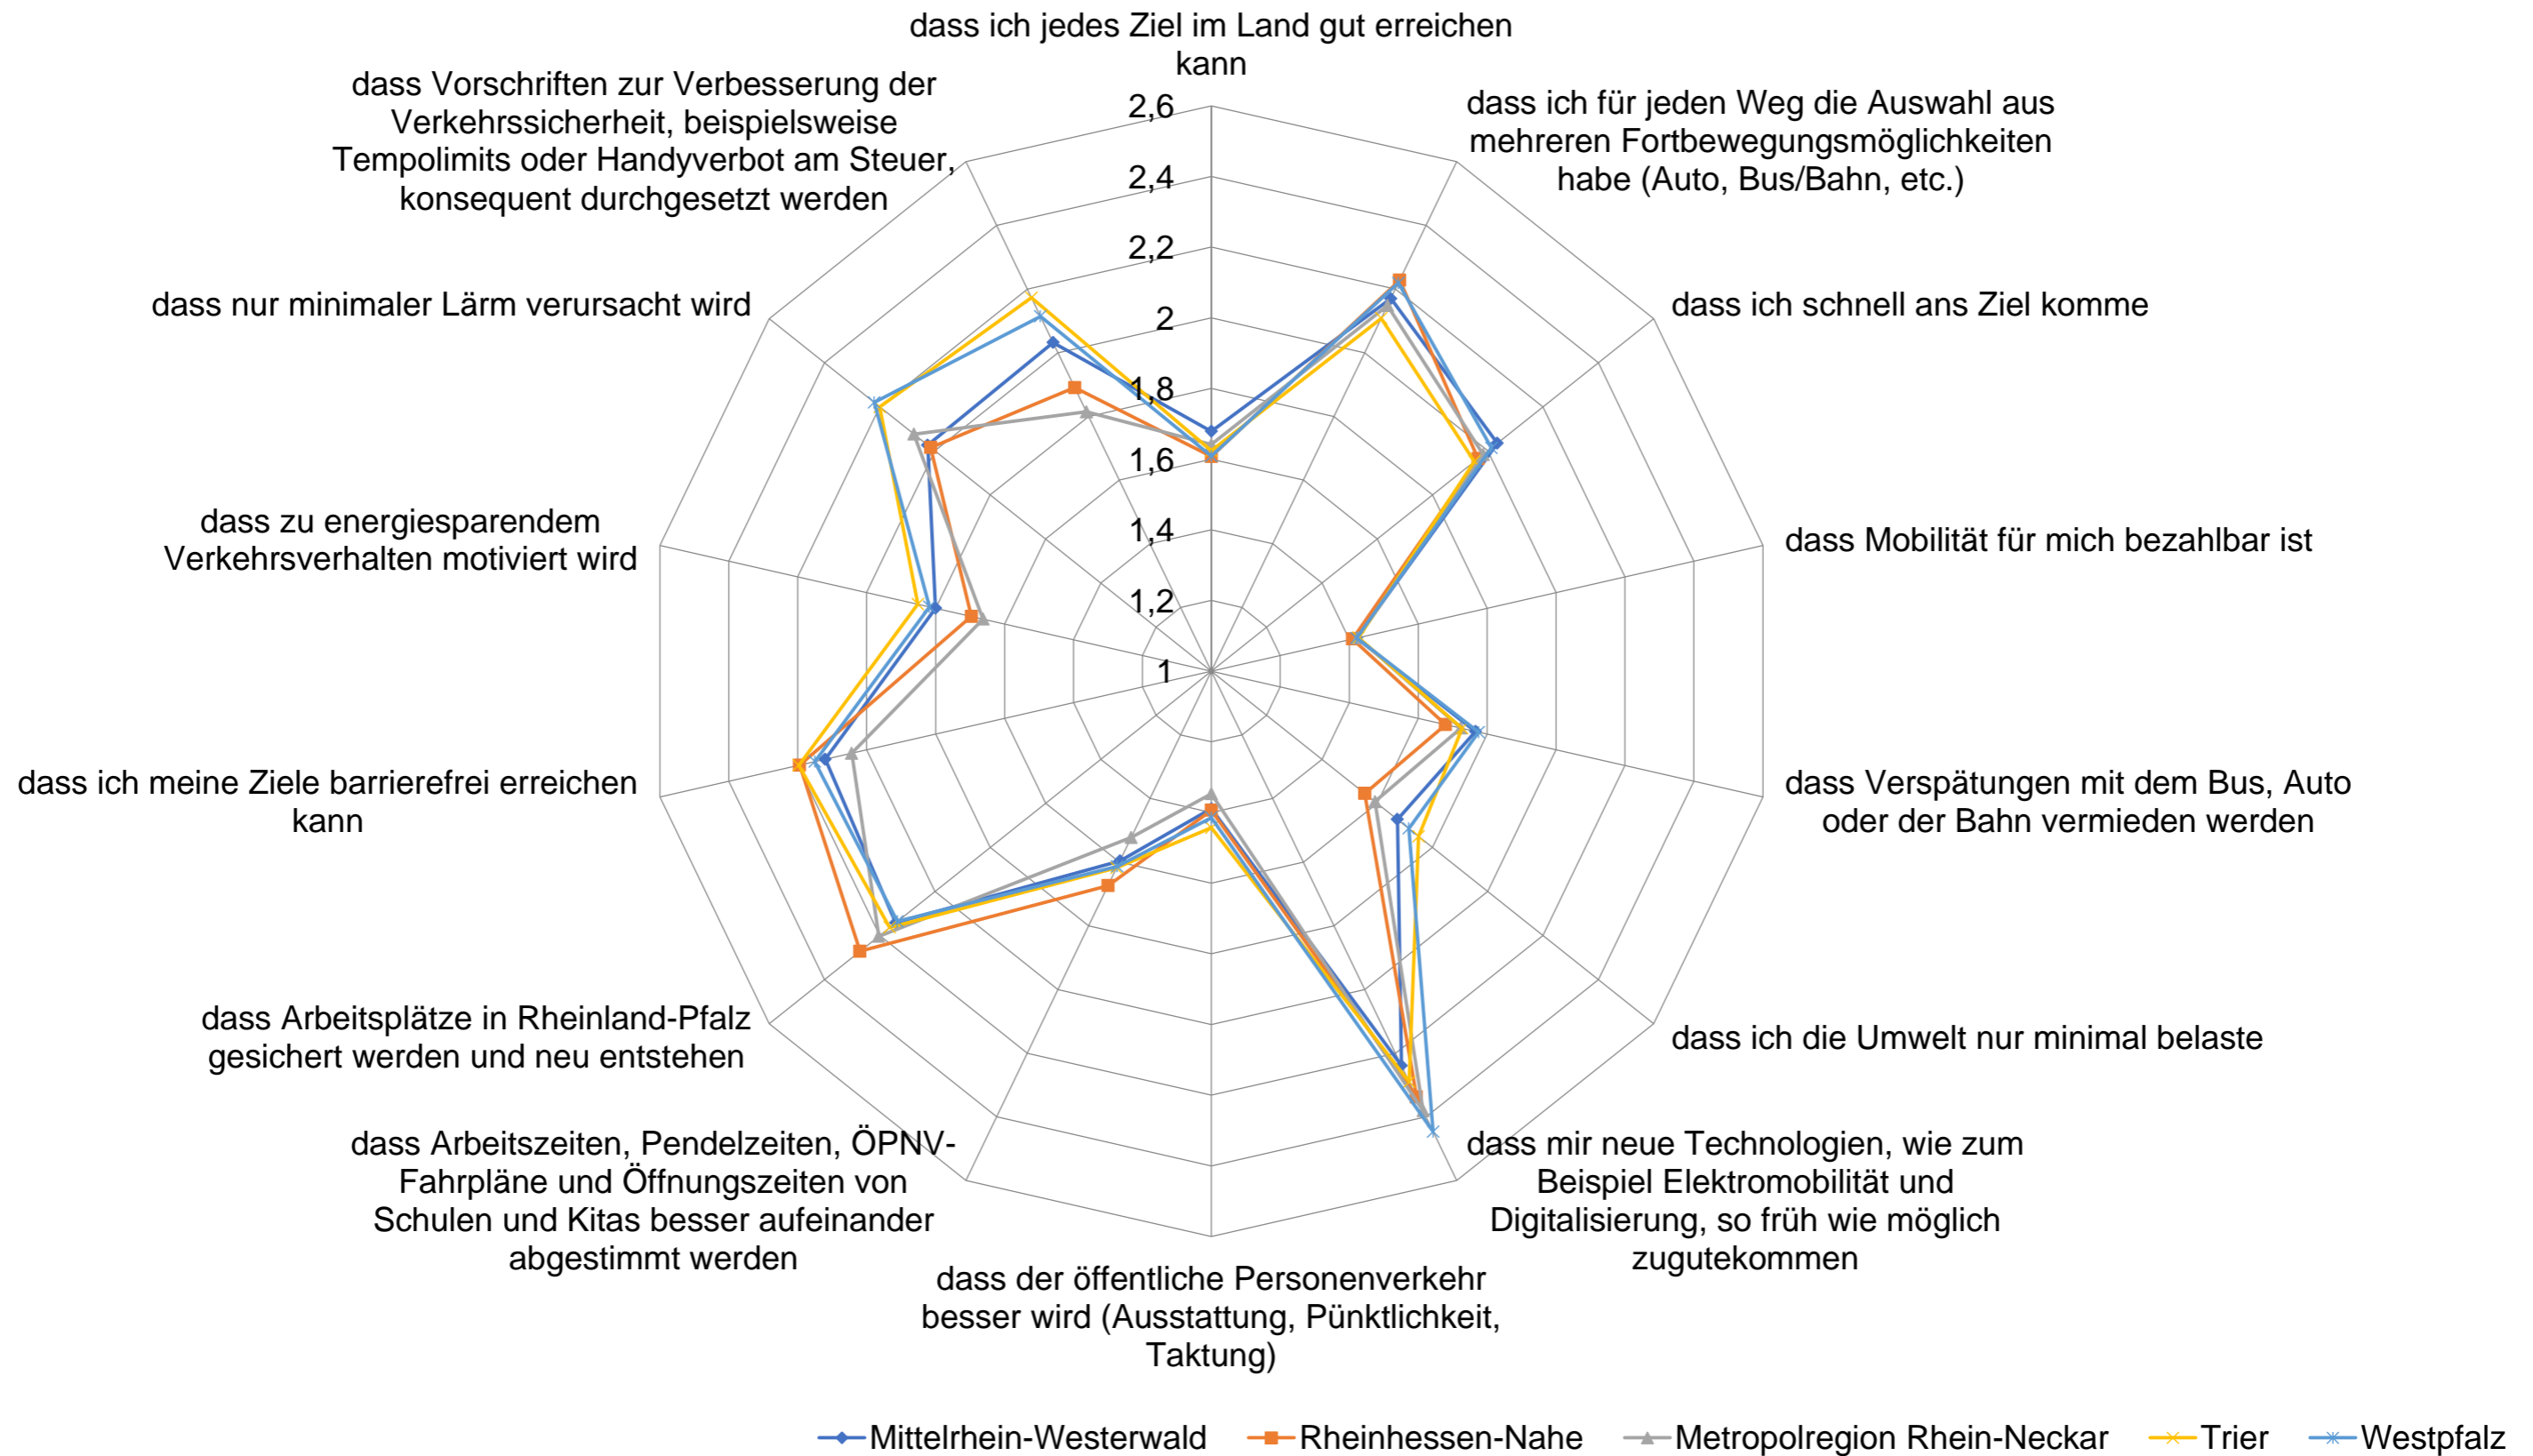 dass ich jedes Ziel im Land gut erreichen
kann
dass ich für jeden Weg die Auswahl aus
mehreren Fortbewegungsmöglichkeiten
habe (Auto, Bus/Bahn, etc.)
dass ich schnell ans Ziel komme
dass Mobilität für mich bezahlbar ist
dass Verspätungen mit dem Bus, Auto
oder der Bahn vermieden werden
dass ich die Umwelt nur minimal belaste
dass mir neue Technologien, wie zum
Beispiel Elektromobilität und
Digitalisierung, so früh wie möglich
zugutekommen
dass der öffentliche Personenverkehr
besser wird (Ausstattung, Pünktlichkeit,
Taktung)
dass Arbeitszeiten, Pendelzeiten, ÖPNV-
Fahrpläne und Öffnungszeiten von
Schulen und Kitas besser aufeinander
abgestimmt werden
dass Arbeitsplätze in Rheinland-Pfalz
gesichert werden und neu entstehen
dass ich meine Ziele barrierefrei erreichen
kann
dass zu energiesparendem
Verkehrsverhalten motiviert wird
dass nur minimaler Lärm verursacht wird
dass Vorschriften zur Verbesserung der
Verkehrssicherheit, beispielsweise
Tempolimits oder Handyverbot am Steuer,
konsequent durchgesetzt werden
2,6
2,4
2,2
2
1,8
1,6
1,4
1,2
1
Mittelrhein-Westerwald
Rheinhessen-Nahe
Metropolregion Rhein-Neckar
Trier
Westpfalz